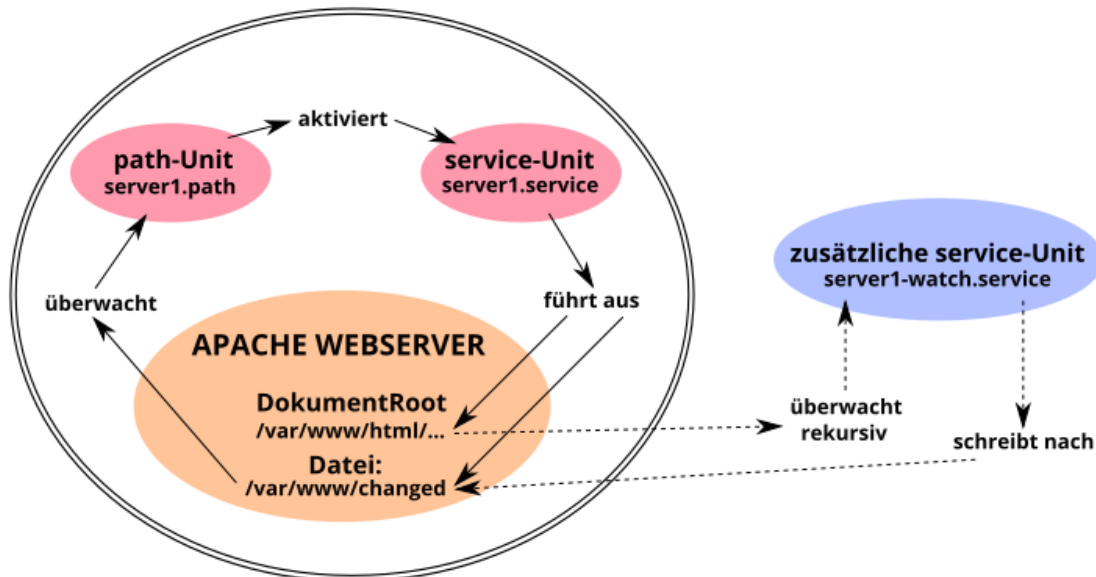 aktiviert
path-Unit
server1.path
service-Unit
server1.service
zusätzliche service-Unit
server1-watch.service
überwacht
führt aus
APACHE WEBSERVER
DokumentRoot
/var/www/html/...
überwacht
rekursiv
schreibt nach
Datei:
/var/www/changed